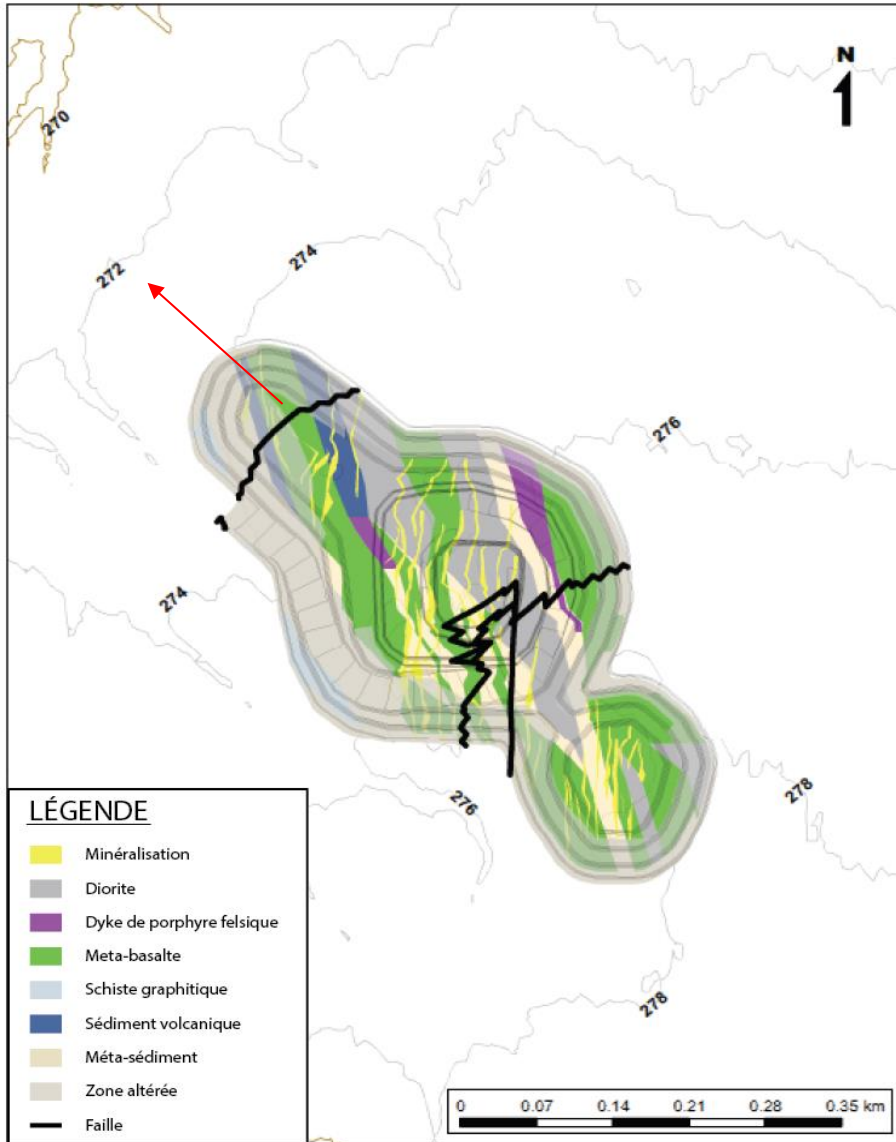 N
270
272
274
276
274
276
278
278
LÉGENDE
Minéralisation
Diorite
Dyke de porphyre felsique
Meta-basalte
Schiste graphitique
Sédiment volcanique
Méta-sédiment
Zone altérée
Faille
0 0.07 0.14 0.21 0.28 0.35 km